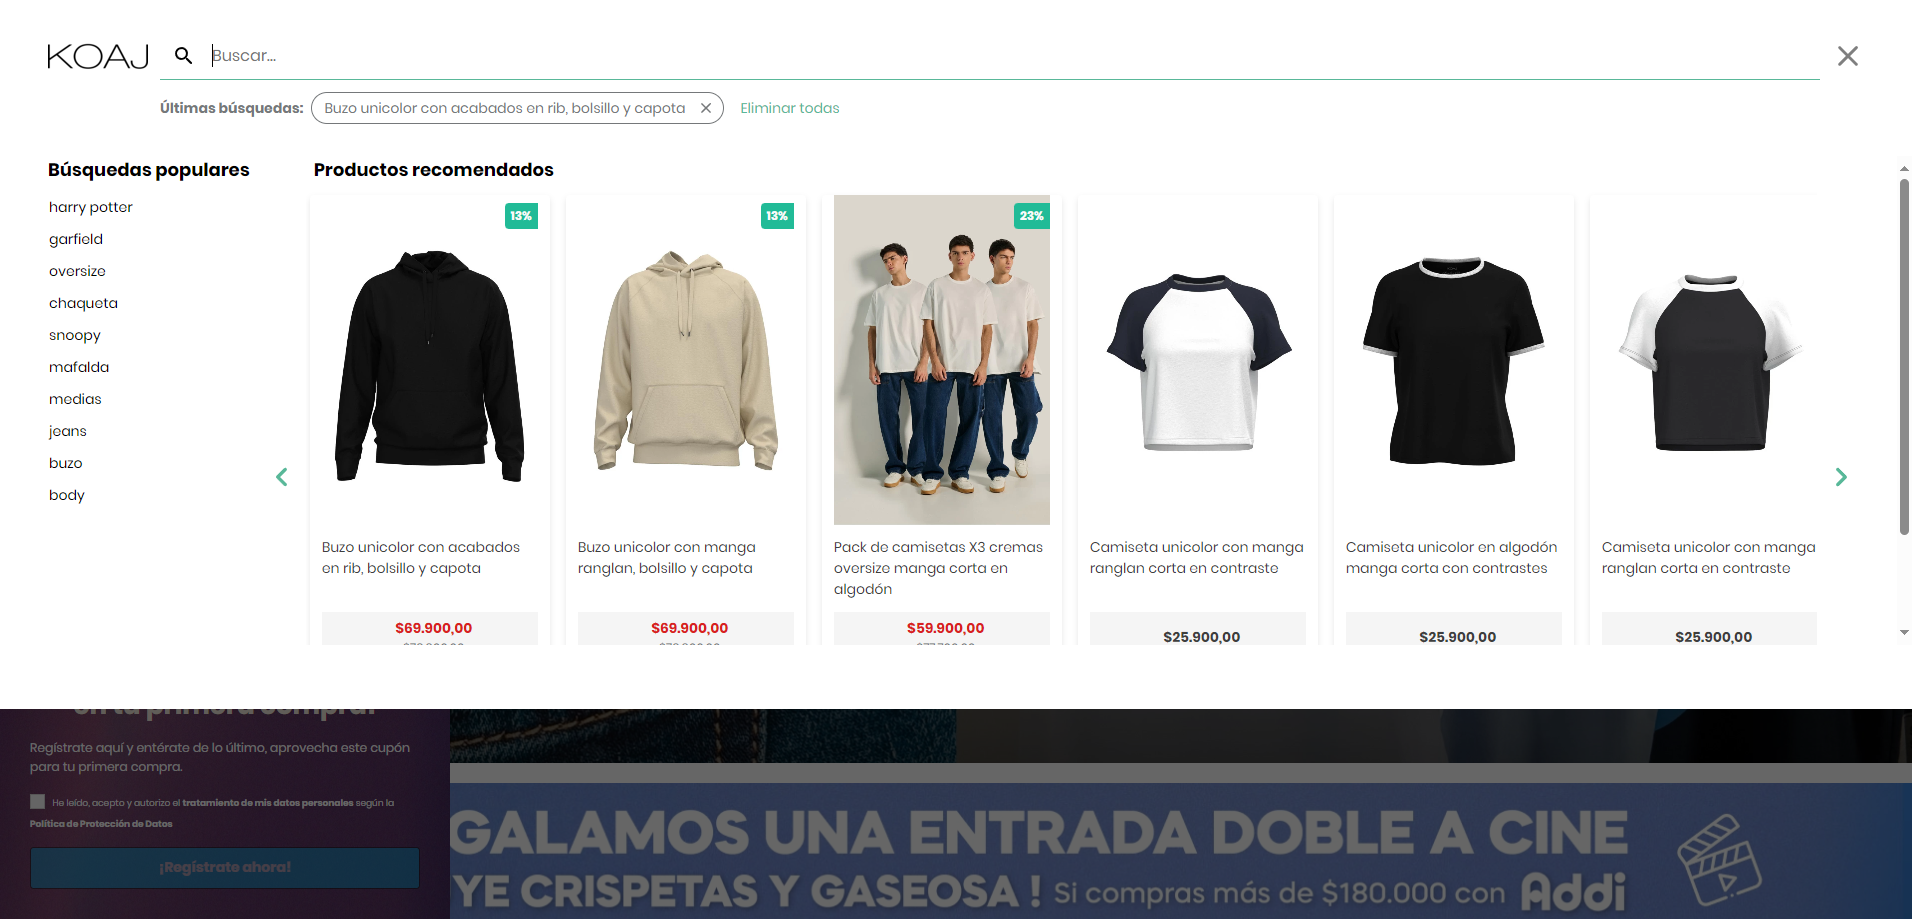 KOAJ
Buscar...
Últimas búsquedas: Buzo unicolor con acabados en rib, bolsillo y capota Eliminar todas
Búsquedas populares
harry potter
garfield
oversize
chaqueta
snoopy
mafalda
medias
jeans
buzo
body
Productos recomendados
13%
Buzo unicolor con acabados
en rib, bolsillo y capota
$69.900,00
13%
Buzo unicolor con manga
ranglan, bolsillo y capota
$69.900,00
23%
Pack de camisetas X3 cremas
oversize manga corta en
algodón
$59.900,00
Camiseta unicolor con manga
ranglan corta en contraste
$25.900,00
Camiseta unicolor en algodón
manga corta con contrastes
$25.900,00
Camiseta unicolor con manga
ranglan corta en contraste
$25.900,00
en tu primera compra!
Regístrate aquí y entérate de lo último, aprovecha este cupón
para tu primera compra.
He leído, acepto y autorizo el tratamiento de mis datos personales según la
Política de Protección de Datos
¡Regístrate ahora!
GALAMOS UNA ENTRADA DOBLE A CINE
YE CRISPETAS Y GASEOSA ! Si compras más de $180.000 con Addi